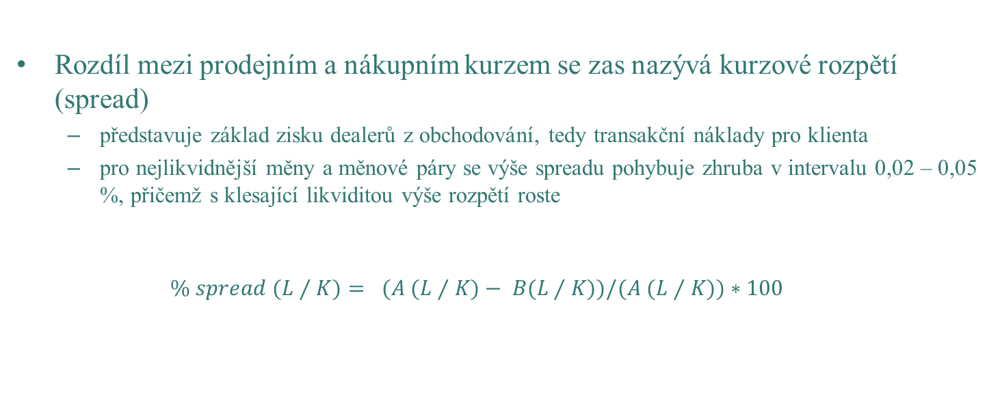 • Rozdíl mezi prodejním a nákupním kurzem se zas nazývá kurzové rozpětí
(spread)
– představuje základ zisku dealerů z obchodování, tedy transakční náklady pro klienta
– pro nejlikvidnější měny a měnové páry se výše spreadu pohybuje zhruba v intervalu 0,02 – 0,05
%, přičemž s klesající likviditou výše rozpětí roste
% spread (L / K) = (A (L / K) − B(L / K))/(A (L / K)) ∗ 100